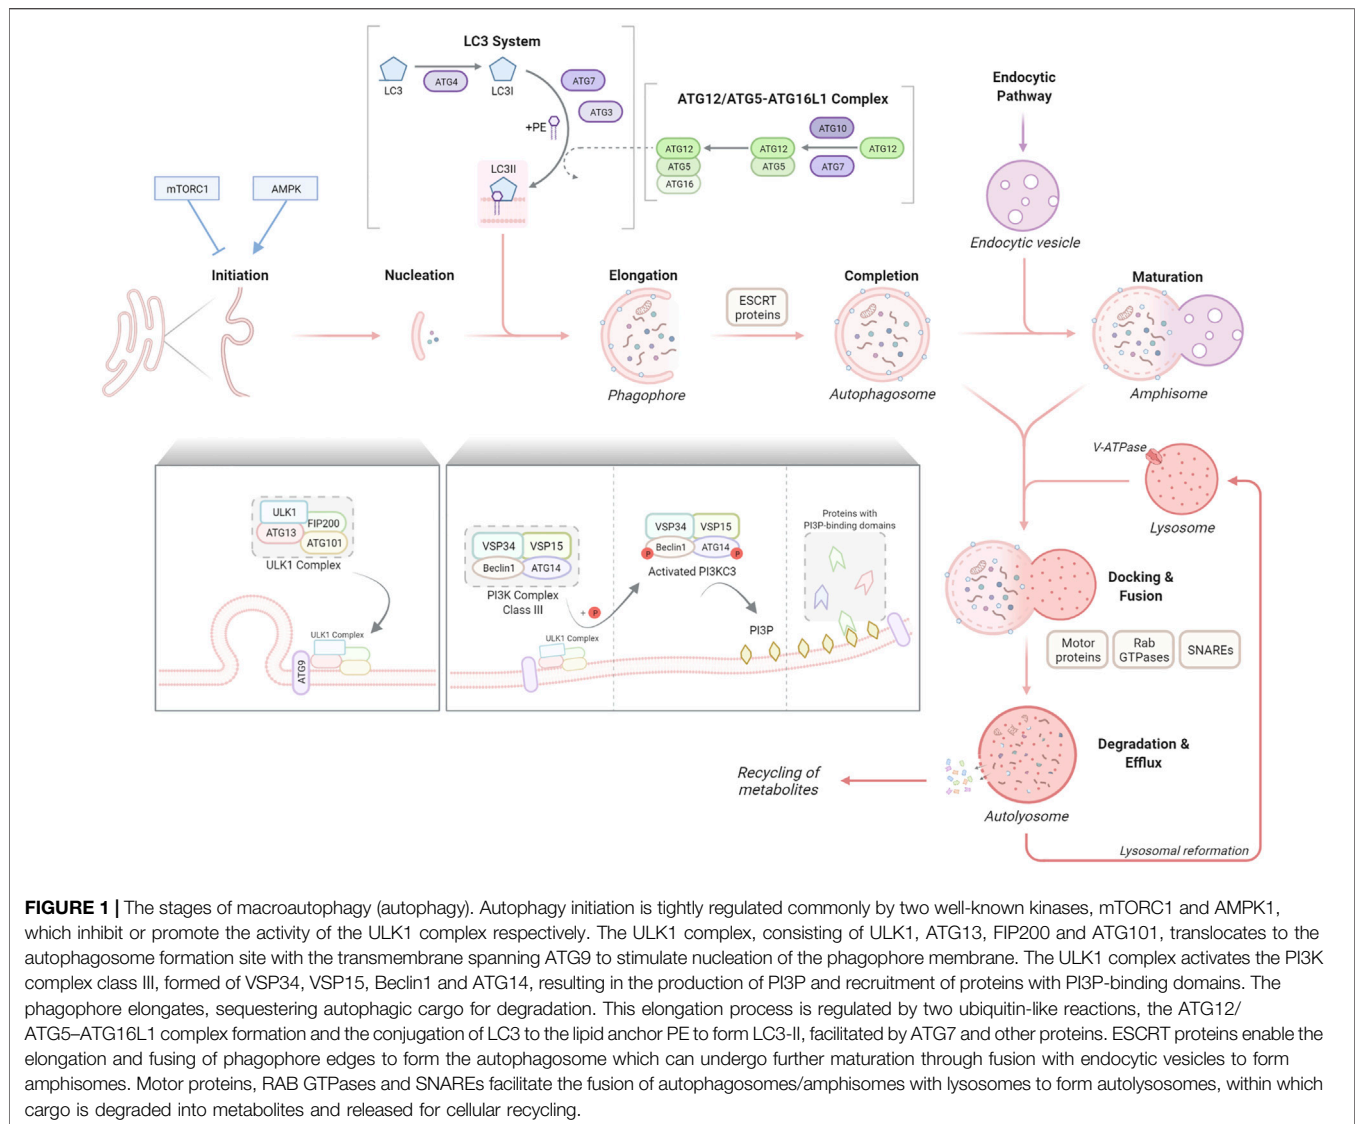 LC3 System
LC3
ATG4
LC3I
ATG7
ATG3
+PE
LC3II
ATG12/ATG5-ATG16L1 Complex
ATG12
ATG5
ATG16
ATG12
ATG5
ATG10
ATG7
ATG12
Endocytic
Pathway
Endocytic vesicle
mTORC1
AMPK
Initiation
Nucleation
Elongation
Phagophore
ESCRT
proteins
Completion
Autophagosome
Maturation
Amphisome
ULK1
FIP200
ATG13
ATG101
ULK1 Complex
ULK1 Complex
ATG9
VSP34
VSP15
Beclin1
ATG14
PI3K Complex
Class III
+ P
ULK1 Complex
VSP34
VSP15
Beclin1
ATG14
P
P
Activated PI3KC3
PI3P
Proteins with
PI3P-binding domains
V-ATPase
Lysosome
Docking &
Fusion
Motor
proteins
Rab
GTPases
SNAREs
Degradation &
Efflux
Autolyosome
Recycling of
metabolites
Lysosomal reformation
FIGURE 1 | The stages of macroautophagy (autophagy). Autophagy initiation is tightly regulated commonly by two well-known kinases, mTORC1 and AMPK1,
which inhibit or promote the activity of the ULK1 complex respectively. The ULK1 complex, consisting of ULK1, ATG13, FIP200 and ATG101, translocates to the
autophagosome formation site with the transmembrane spanning ATG9 to stimulate nucleation of the phagophore membrane. The ULK1 complex activates the PI3K
complex class III, formed of VSP34, VSP15, Beclin1 and ATG14, resulting in the production of PI3P and recruitment of proteins with PI3P-binding domains. The
phagophore elongates, sequestering autophagic cargo for degradation. This elongation process is regulated by two ubiquitin-like reactions, the ATG12/
ATG5–ATG16L1 complex formation and the conjugation of LC3 to the lipid anchor PE to form LC3-II, facilitated by ATG7 and other proteins. ESCRT proteins enable the
elongation and fusing of phagophore edges to form the autophagosome which can undergo further maturation through fusion with endocytic vesicles to form
amphisomes. Motor proteins, RAB GTPases and SNAREs facilitate the fusion of autophagosomes/amphisomes with lysosomes to form autolysosomes, within which
cargo is degraded into metabolites and released for cellular recycling.